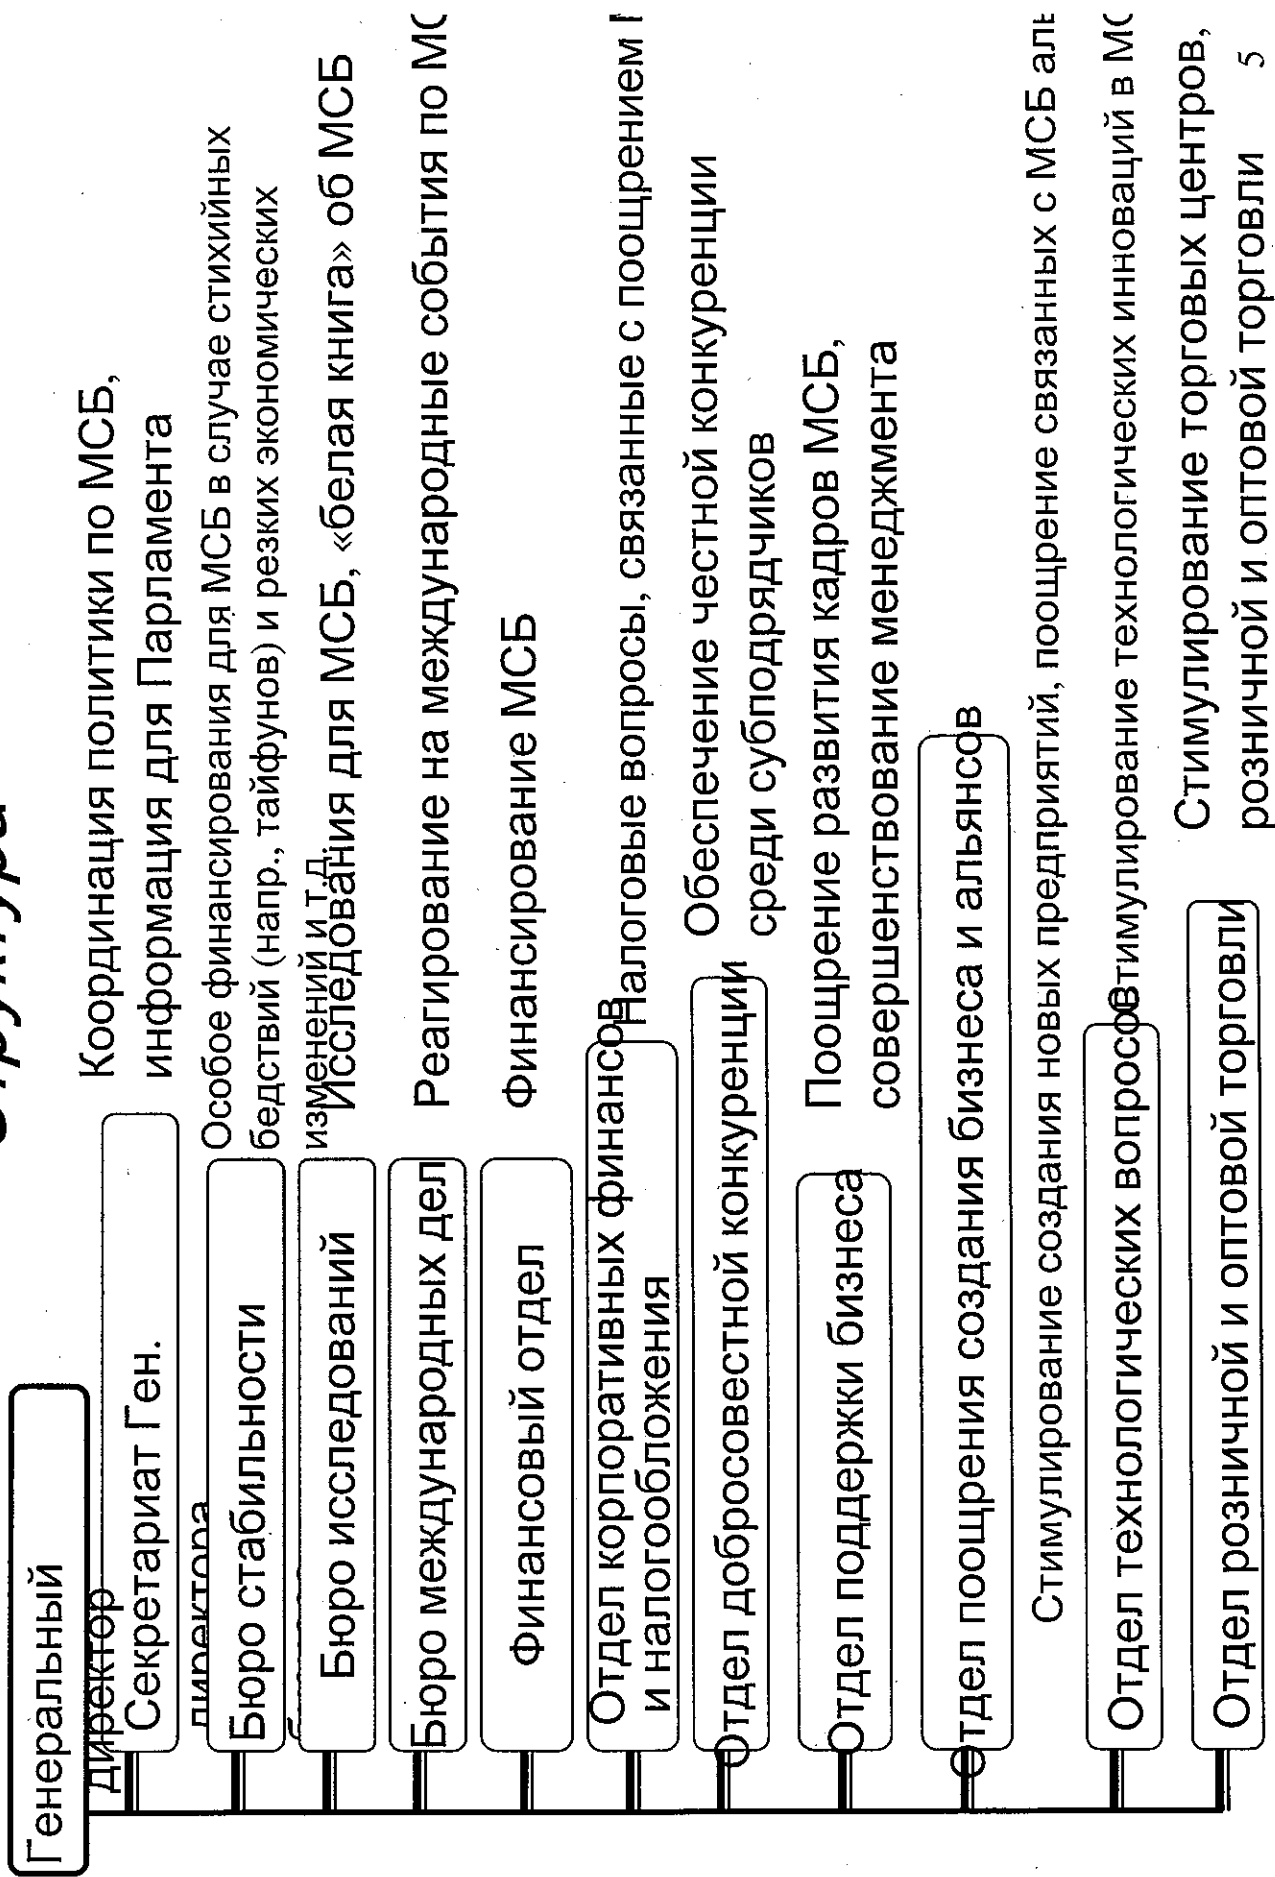 Структура
Генеральный
директор
Секретариат Ген.
директора
Координация политики по МСБ,
информация для Парламента
Бюро стабильности
Особое финансирования для МСБ в случае стихийных
бедствий (напр., тайфунов) и резких экономических
изменений и т.д.
Бюро исследований
Исследования для МСБ, «белая книга» об МСБ
Бюро международных дел
Реагирование на международные события по
Финансовый отдел
Финансирование МСБ
Отдел корпоративных финансов
и налогообложения
Налоговые вопросы, связанные с поощрением
Отдел добросовестной конкуренции
Обеспечение честной конкуренции
среди субподрядчиков
Отдел поддержки бизнеса
Поощрение развития кадров МСБ,
совершенствование менеджмента
Отдел поощрения создания бизнеса и альянсов
Стимулирование создания новых предприятий, поощрение связанных с МСБ
Отдел технологических вопросов
Стимулирование технологических инноваций в
Отдел розничной и оптовой торговли
Стимулирование торговых центров,
розничной и оптовой торговли
5